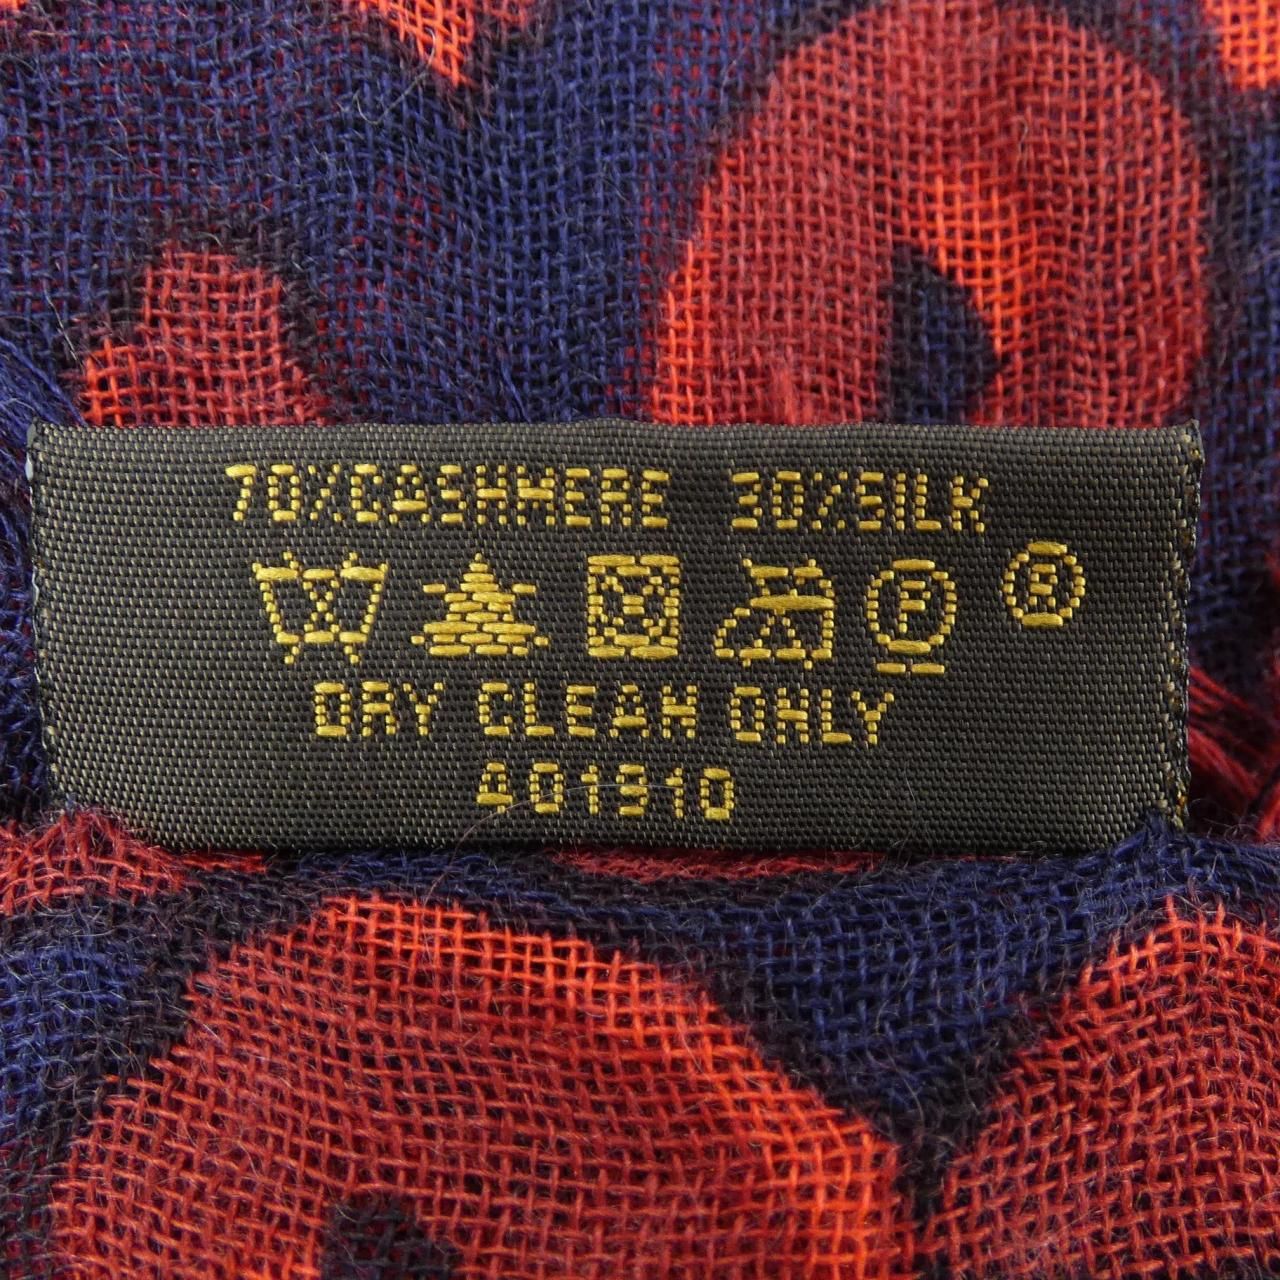 70%CASHMERE 30%SILK
P ®
DRY CLEAN ONLY
401910